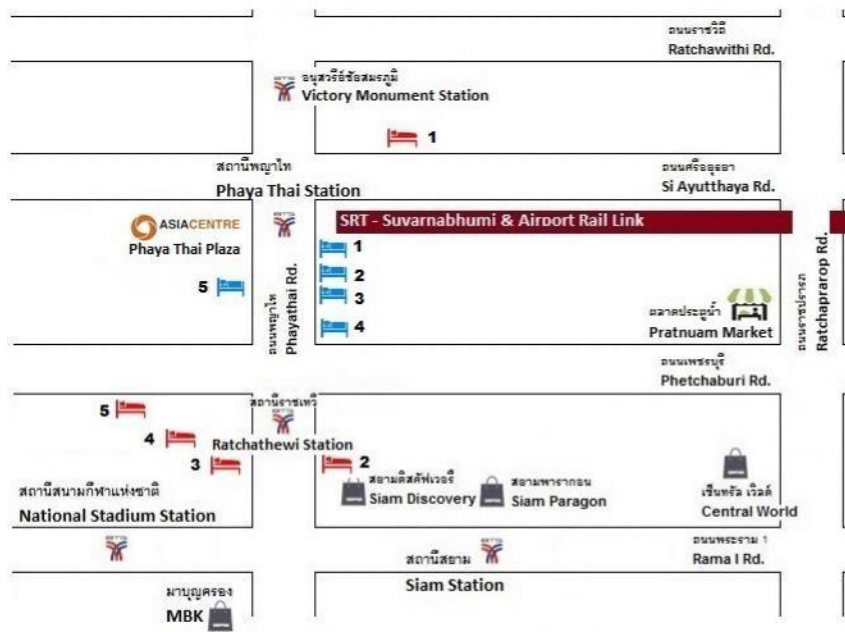 ถนนราชวิถี
Ratchawithi Rd.
อนุสวรีย์ชัยสมรภูมิ
Victory Monument Station
1
สถานีพญาไท
Phaya Thai Station
ถนนศรีอยุธยา
Si Ayutthaya Rd.
SRT - Suvarnabhumi & Airport Rail Link
ASIACENTRE
Phaya Thai Plaza
1
2
3
4
5
ถนนพญาไท
Phayathai Rd.
ตลาดประตูน้ำ
Pratnuam Market
ถนนราชปรารภ
Ratchaprarop Rd.
ถนนเพชรบุรี
Phetchaburi Rd.
5
สถานีราชเทวี
4
Ratchathewi Station
3
2
สถานีสนามกีฬาแห่งชาติ
National Stadium Station
สยามดิสคัฟเวอรี่
Siam Discovery
สยามพารากอน
Siam Paragon
เซ็นทรัล เวิลด์
Central World
สถานีสยาม
Siam Station
ถนนพระราม 1
Rama I Rd.
มาบุญครอง
MBK